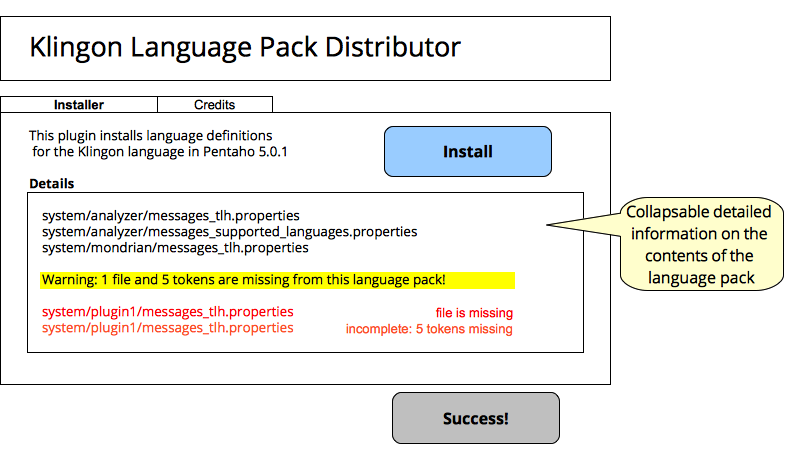 Klingon Language Pack Distributor
Installer
Credits
This plugin installs language definitions
for the Klingon language in Pentaho 5.0.1
Install
Details
system/analyzer/messages_tlh.properties
system/analyzer/messages_supported_languages.properties
system/mondrian/messages_tlh.properties
Warning: 1 file and 5 tokens are missing from this language pack!
system/plugin1/messages_tlh.properties file is missing
system/plugin1/messages_tlh.properties incomplete: 5 tokens missing
Collapsable detailed
information on the
contents of the
language pack
Success!